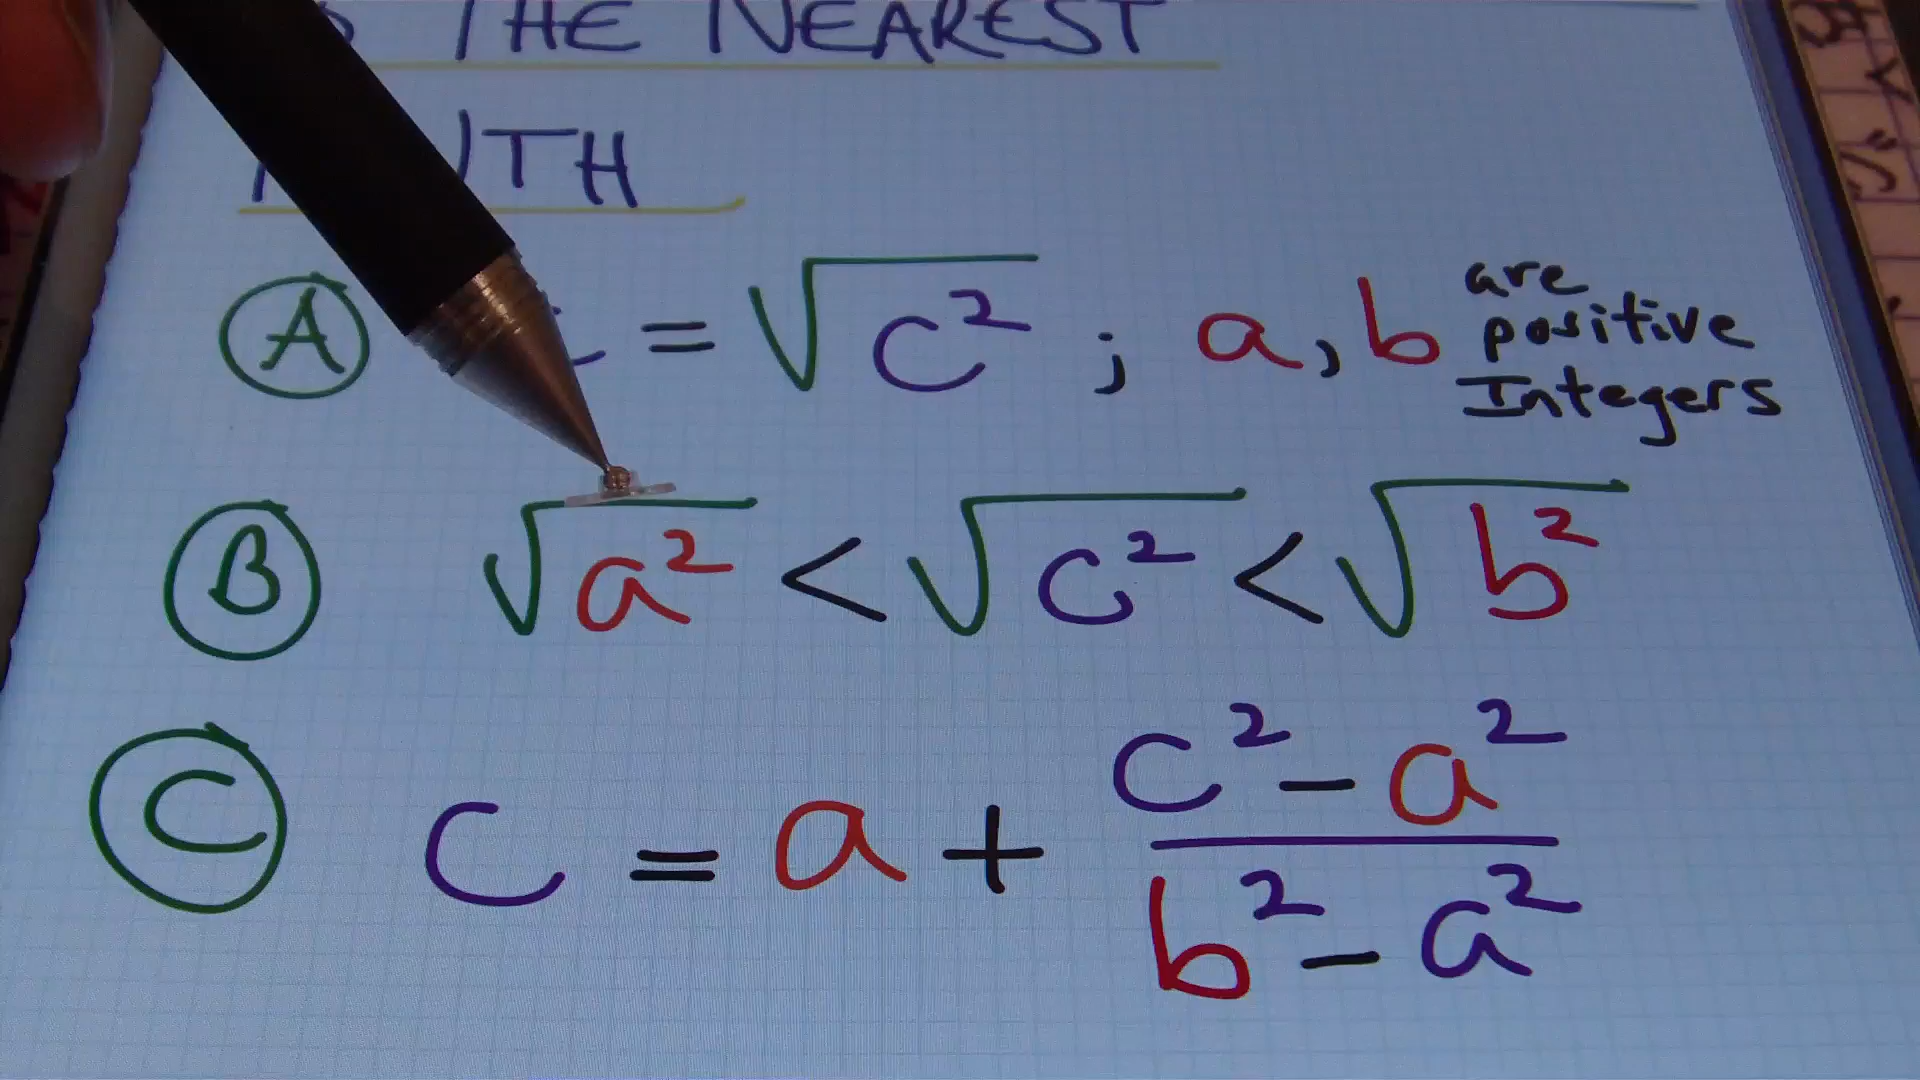 THE NEAREST
TH
A = √c² ; a, b are positive Integers
B √a² < √c² < √b²
C c = a + (c² - a²)/(b² - a²)